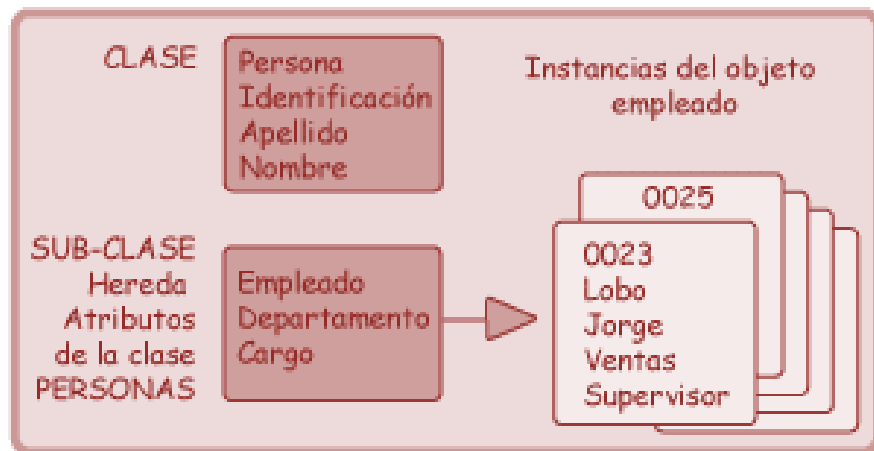 CLASE
Persona
Identificación
Apellido
Nombre
Instancias del objeto
empleado
SUB-CLASE
Hereda
Atributos
de la clase
PERSONAS
Empleado
Departamento
Cargo
0025
0023
Lobo
Jorge
Ventas
Supervisor